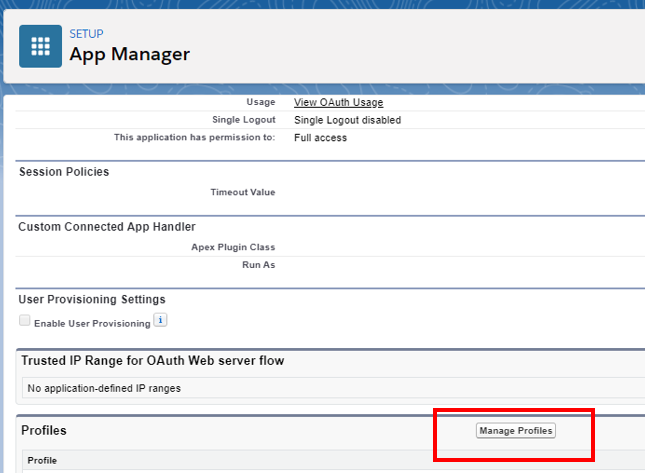 SETUP
App Manager
Usage View OAuth Usage
Single Logout Single Logout disabled
This application has permission to: Full access
Session Policies
Timeout Value
Custom Connected App Handler
Apex Plugin Class
Run As
User Provisioning Settings
Enable User Provisioning i
Trusted IP Range for OAuth Web server flow
No application-defined IP ranges
Profiles Manage Profiles
Profile